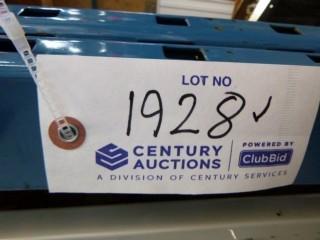 LOT NO
1928 ✓
CENTURY AUCTIONS POWERED BY ClubBid
A DIVISION OF CENTURY SERVICES